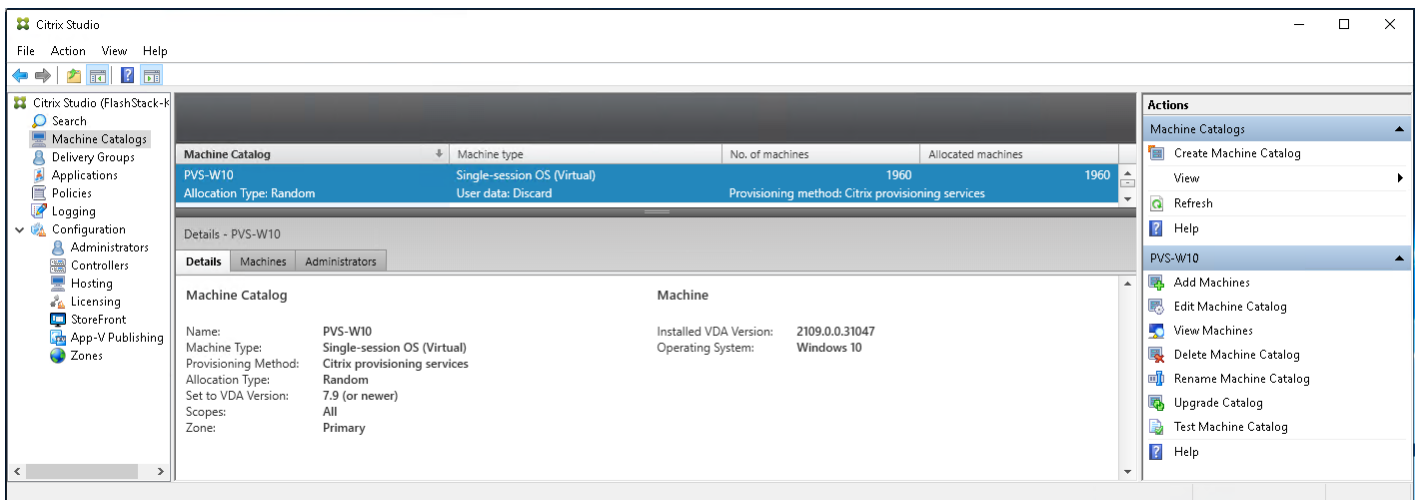 Citrix Studio
File Action View Help
Citrix Studio (FlashStack-K
Search
Machine Catalogs
Delivery Groups
Applications
Policies
Logging
Configuration
Administrators
Controllers
Hosting
Licensing
StoreFront
App-V Publishing
Zones
Machine Catalog Machine type No. of machines Allocated machines
PVS-W10 Single-session OS (Virtual) 1960 1960
Allocation Type: Random User data: Discard Provisioning method: Citrix provisioning services
Details - PVS-W10
Details Machines Administrators
Machine Catalog
Name: PVS-W10
Machine Type: Single-session OS (Virtual)
Provisioning Method: Citrix provisioning services
Allocation Type: Random
Set to VDA Version: 7.9 (or newer)
Scopes: All
Zone: Primary
Machine
Installed VDA Version: 2109.0.0.31047
Operating System: Windows 10
Actions
Machine Catalogs
Create Machine Catalog
View
Refresh
Help
PVS-W10
Add Machines
Edit Machine Catalog
View Machines
Delete Machine Catalog
Rename Machine Catalog
Upgrade Catalog
Test Machine Catalog
Help